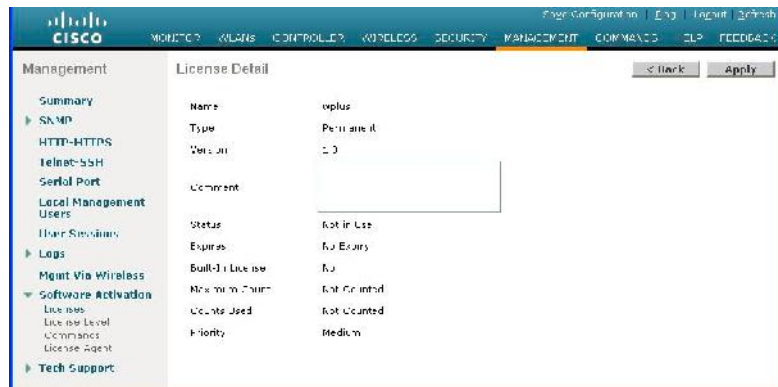 Save Configuration | Ping | Logout | Refresh
CISCO
MONITOR WLANs CONTROLLER WIRELESS SECURITY MANAGEMENT COMMANDS HELP FEEDBACK
Management
License Detail
< Back
Apply
Summary
SNMP
HTTP-HTTPS
Telnet-SSH
Serial Port
Local Management Users
User Sessions
Logs
Mgmt Via Wireless
Software Activation
Licenses
License Level
Commands
License Agent
Tech Support
Name wplus
Type Permanent
Version 1.0
Comment
Status Not in Use
Expires No Expiry
Built-In License No
Maximum Count Not Counted
Counts Used Not Counted
Priority Medium